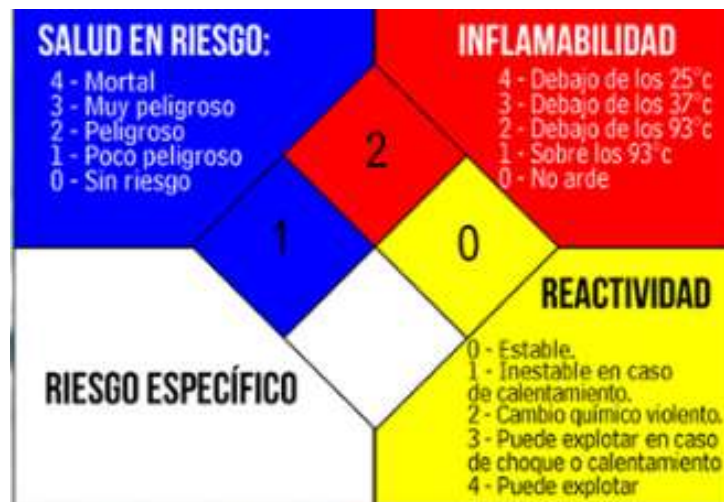 SALUD EN RIESGO:
4 - Mortal
3 - Muy peligroso
2 - Peligroso
1 - Poco peligroso
0 - Sin riesgo
INFLAMABILIDAD
4 - Debajo de los 25°c
3 - Debajo de los 37°c
2 - Debajo de los 93°c
1 - Sobre los 93°c
0 - No arde
2
1
0
RIESGO ESPECÍFICO
REACTIVIDAD
0 - Estable.
1 - Inestable en caso
de calentamiento.
2 - Cambio químico violento.
3 - Puede explotar en caso
de choque o calentamiento
4 - Puede explotar